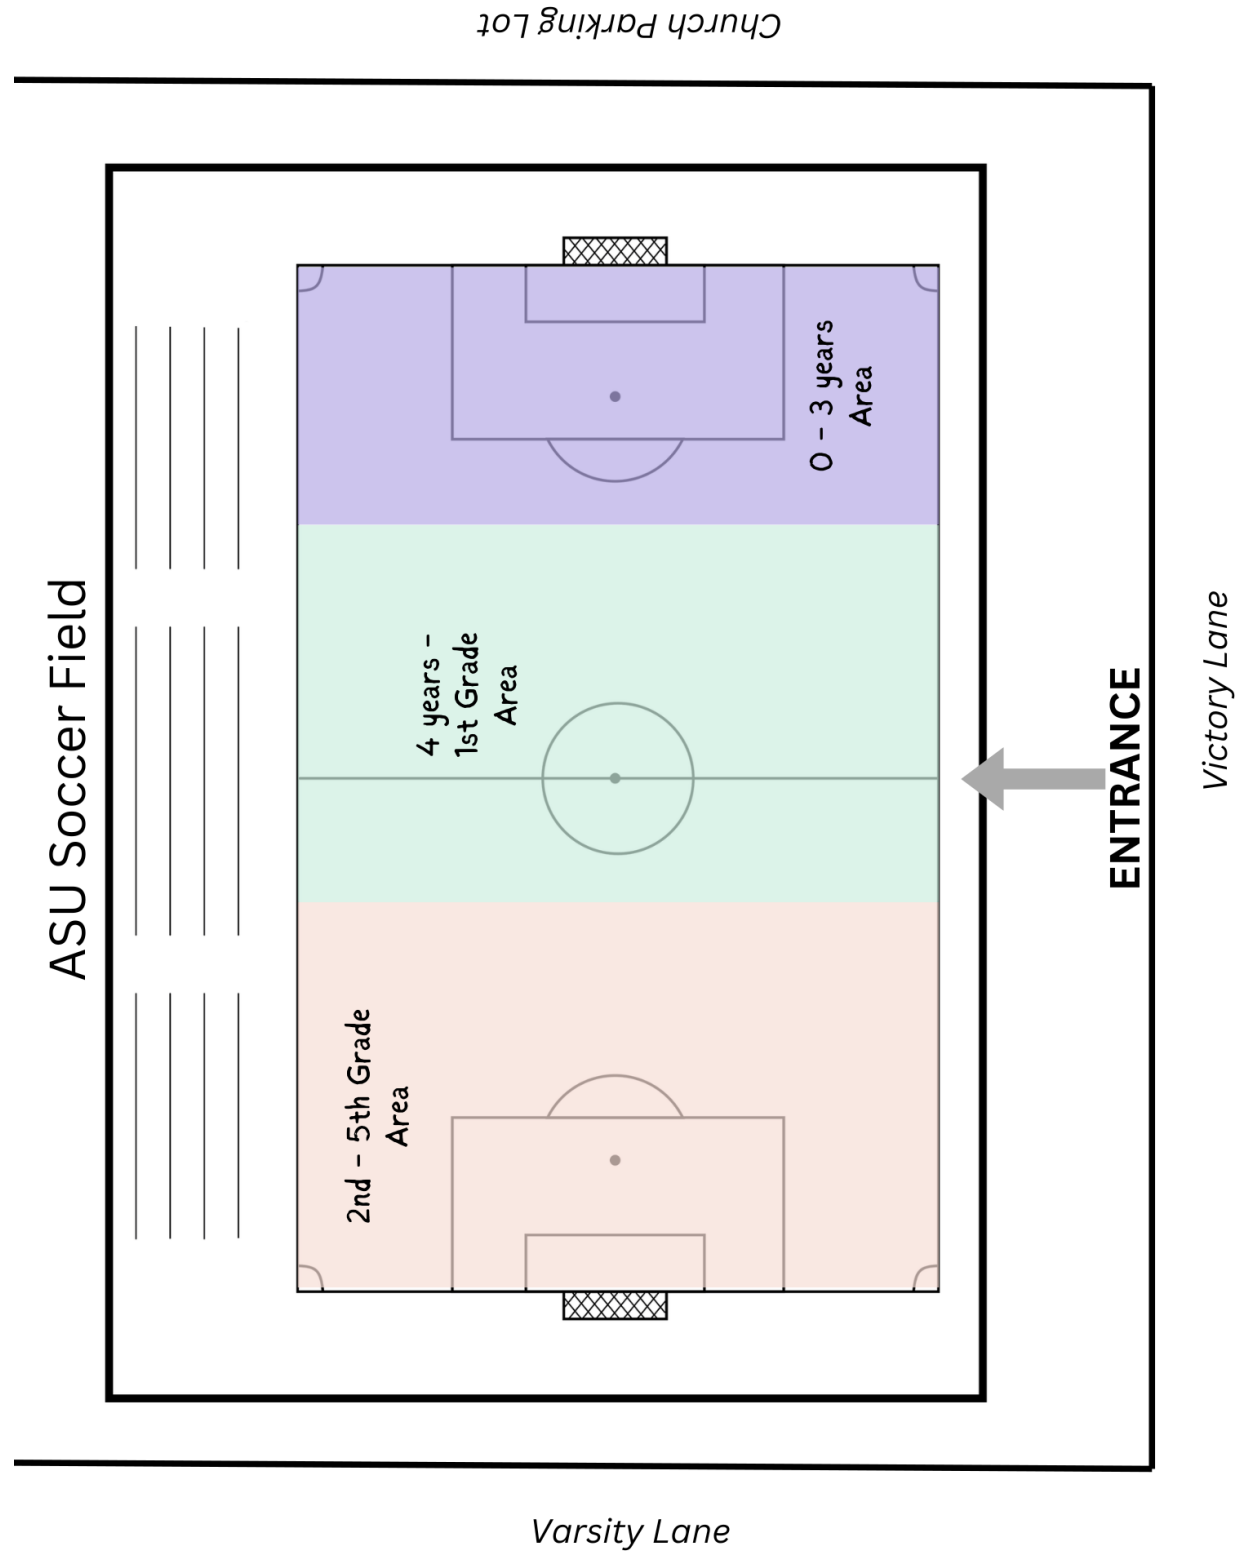 Church Parking Lot
ASU Soccer Field
0 - 3 years
Area
4 years -
1st Grade
Area
2nd - 5th Grade
Area
ENTRANCE
Victory Lane
Varsity Lane